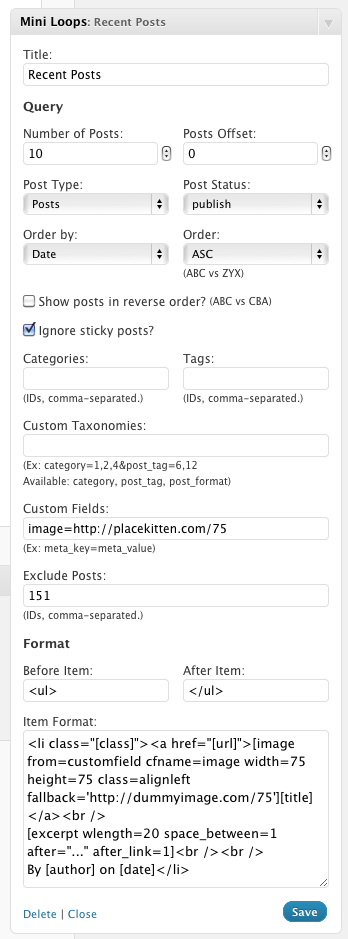 Mini Loops: Recent Posts
Title:
Recent Posts
Query
Number of Posts: Posts Offset:
10 0
Post Type: Post Status:
Posts publish
Order by: Order:
Date ASC
(ABC vs ZYX)
Show posts in reverse order? (ABC vs CBA)
Ignore sticky posts?
Categories: Tags:
(IDs, comma-separated.) (IDs, comma-separated.)
Custom Taxonomies:
(Ex: category=1,2,4&post_tag=6,12
Available: category, post_tag, post_format)
Custom Fields:
image=http://placekitten.com/75
(Ex: meta_key=meta_value)
Exclude Posts:
151
(IDs, comma-separated.)
Format
Before Item: After Item:
<ul> </ul>
Item Format:
<li class="[class]"><a href="[url]">[image
from=customfield cfname=image width=75
height=75 class=alignleft
fallback='http://dummyimage.com/75'][title]
</a><br />
[excerpt wlength=20 space_between=1
after="..." after_link=1]<br /><br />
By [author] on [date]</li>
Delete | Close Save